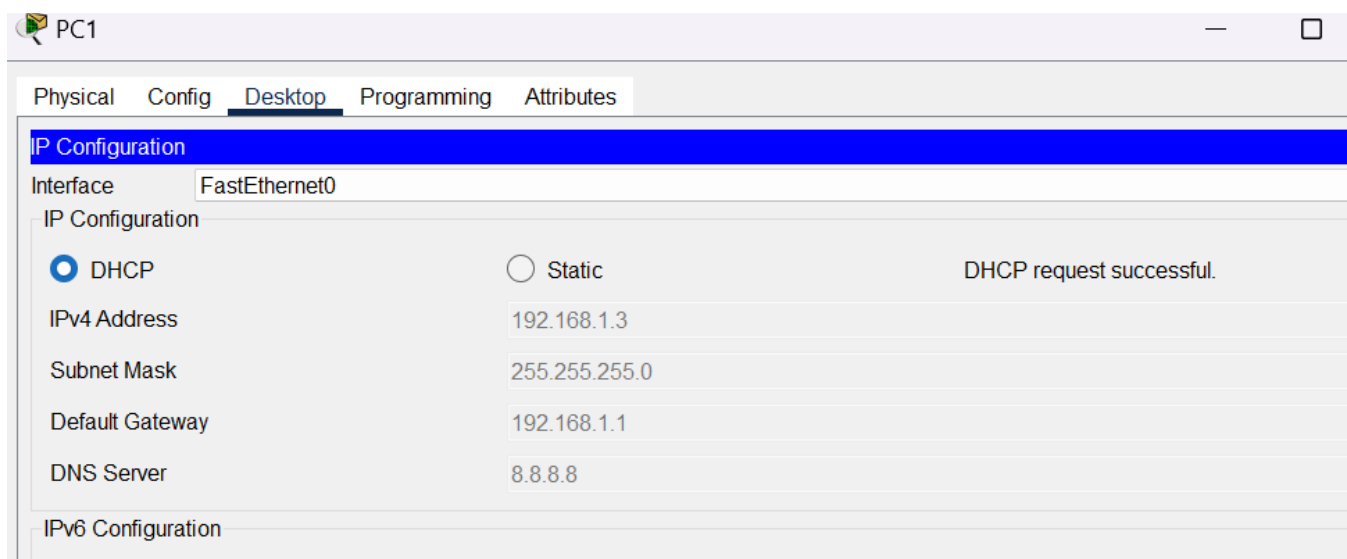 PC1
Physical Config Desktop Programming Attributes
IP Configuration
Interface FastEthernet0
IP Configuration
DHCP Static DHCP request successful.
IPv4 Address 192.168.1.3
Subnet Mask 255.255.255.0
Default Gateway 192.168.1.1
DNS Server 8.8.8.8
IPv6 Configuration